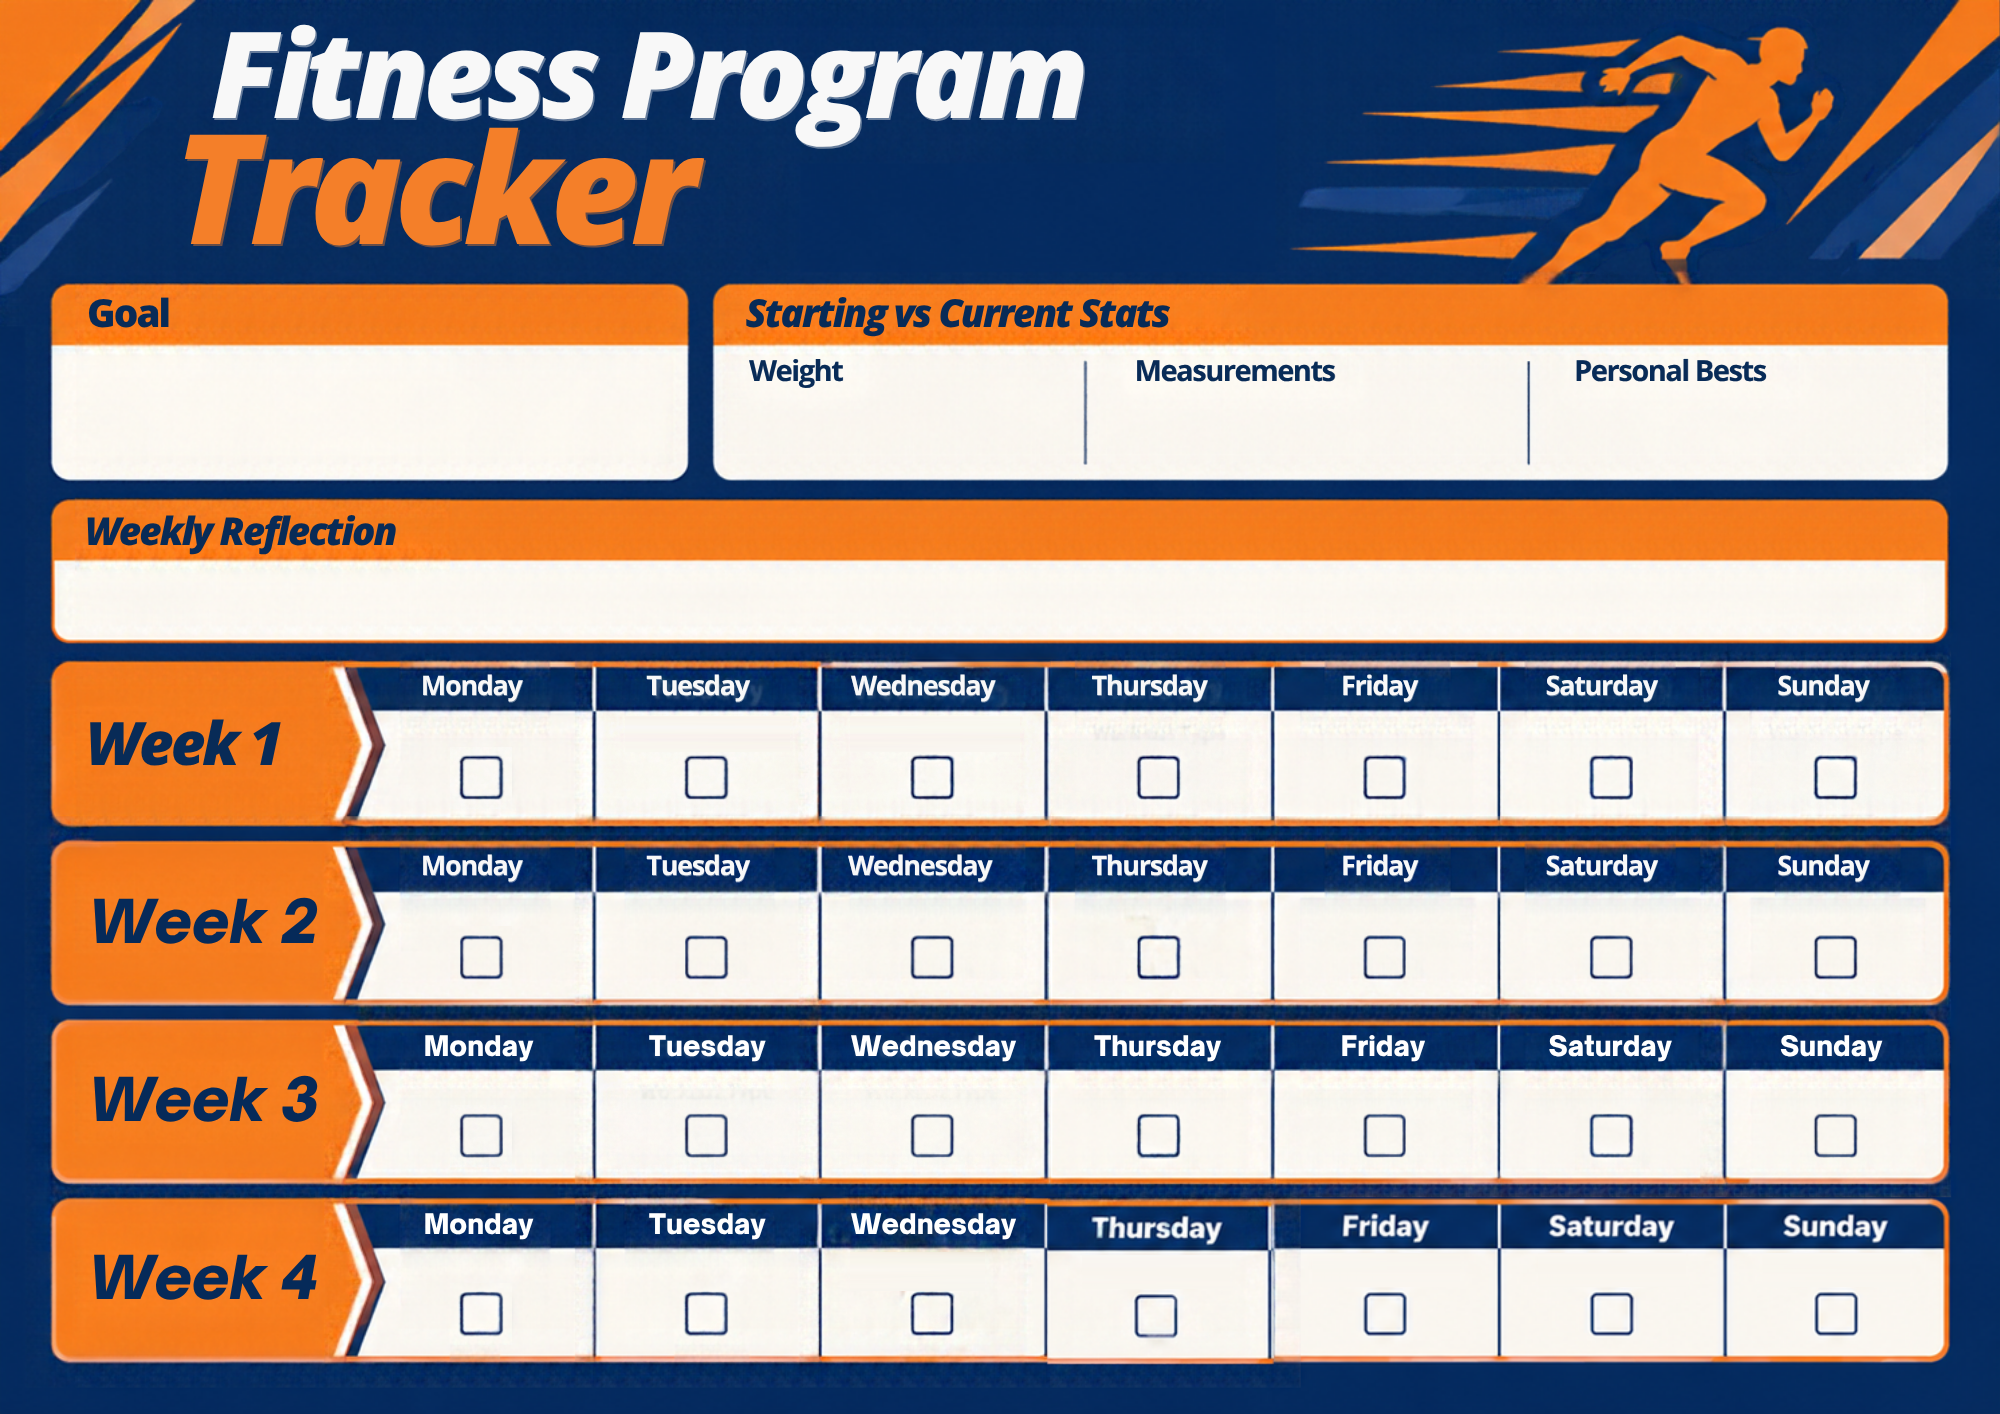 Fitness Program
Tracker
Goal
Starting vs Current Stats
Weight
Measurements
Personal Bests
Weekly Reflection
Week 1
Monday Tuesday Wednesday Thursday Friday Saturday Sunday
Week 2
Monday Tuesday Wednesday Thursday Friday Saturday Sunday
Week 3
Monday Tuesday Wednesday Thursday Friday Saturday Sunday
Week 4
Monday Tuesday Wednesday Thursday Friday Saturday Sunday